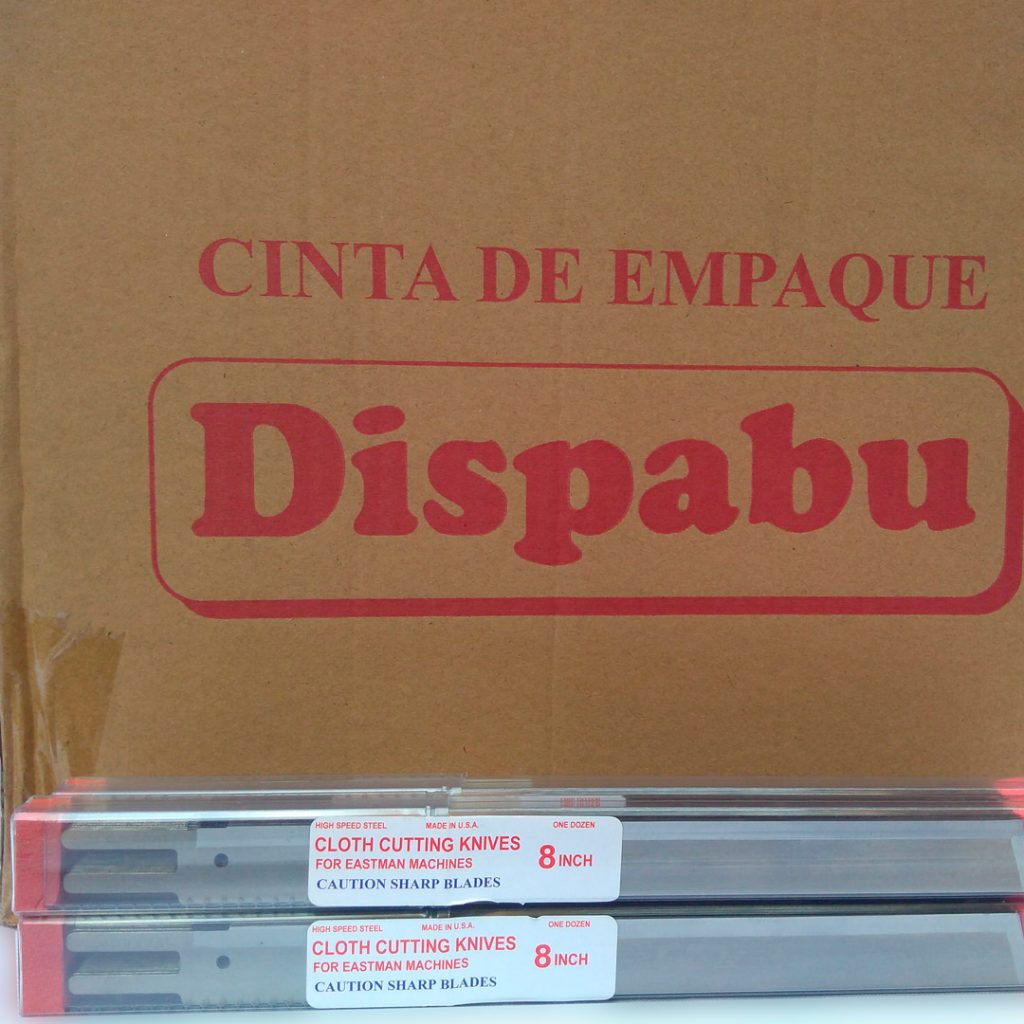 CINTA DE EMPAQUE
Dispabu
HIGH SPEED STEEL MADE IN U.S.A. ONE DOZEN
CLOTH CUTTING KNIVES
FOR EASTMAN MACHINES
8 INCH
CAUTION SHARP BLADES
HIGH SPEED STEEL MADE IN U.S.A. ONE DOZEN
CLOTH CUTTING KNIVES
FOR EASTMAN MACHINES
8 INCH
CAUTION SHARP BLADES